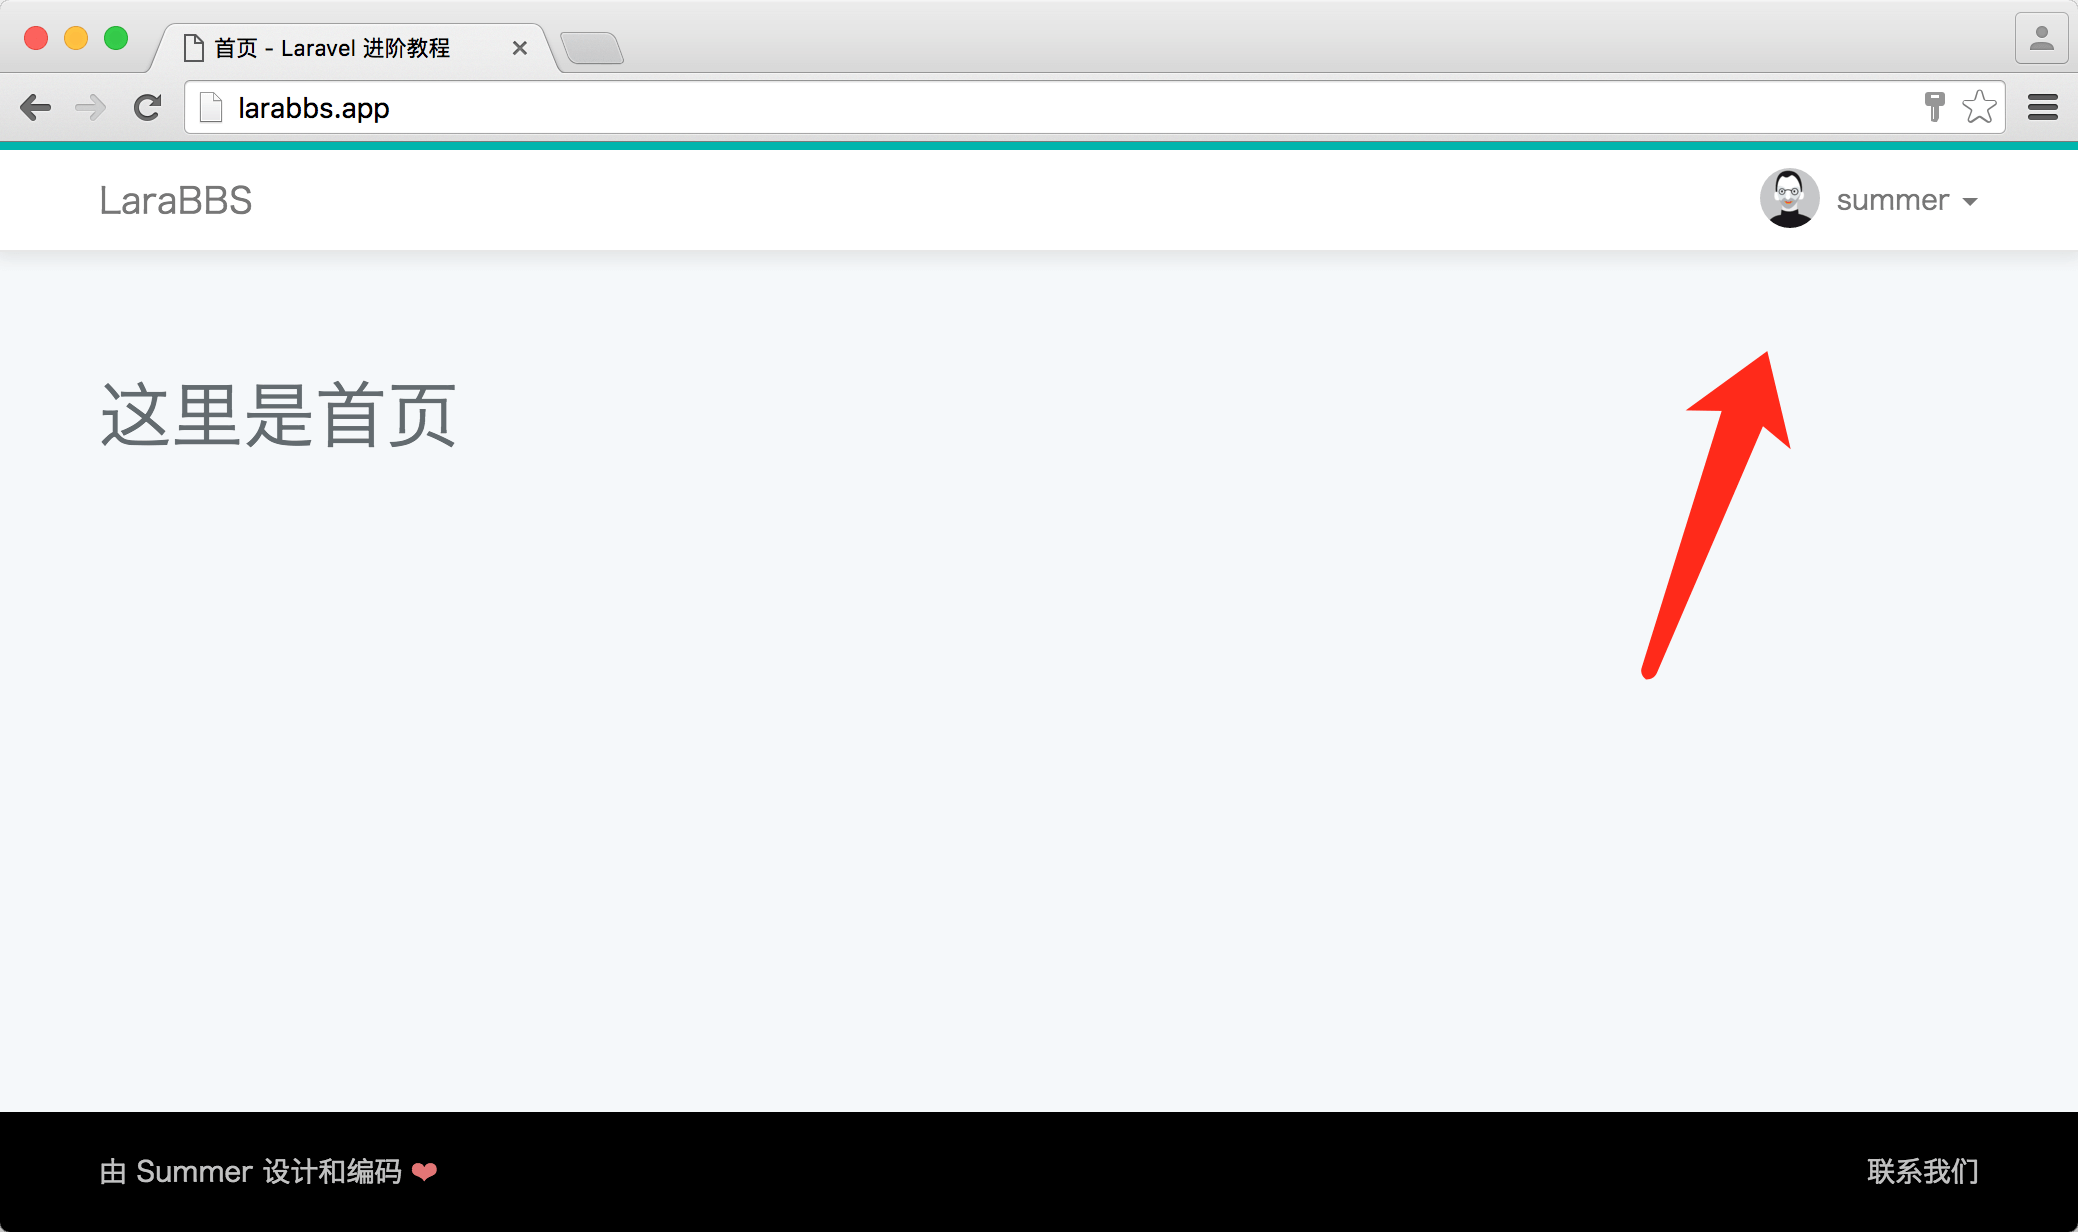 首页 - Laravel 进阶教程
larabbs.app
LaraBBS
summer
这里是首页
由 Summer 设计和编码 ❤
联系我们